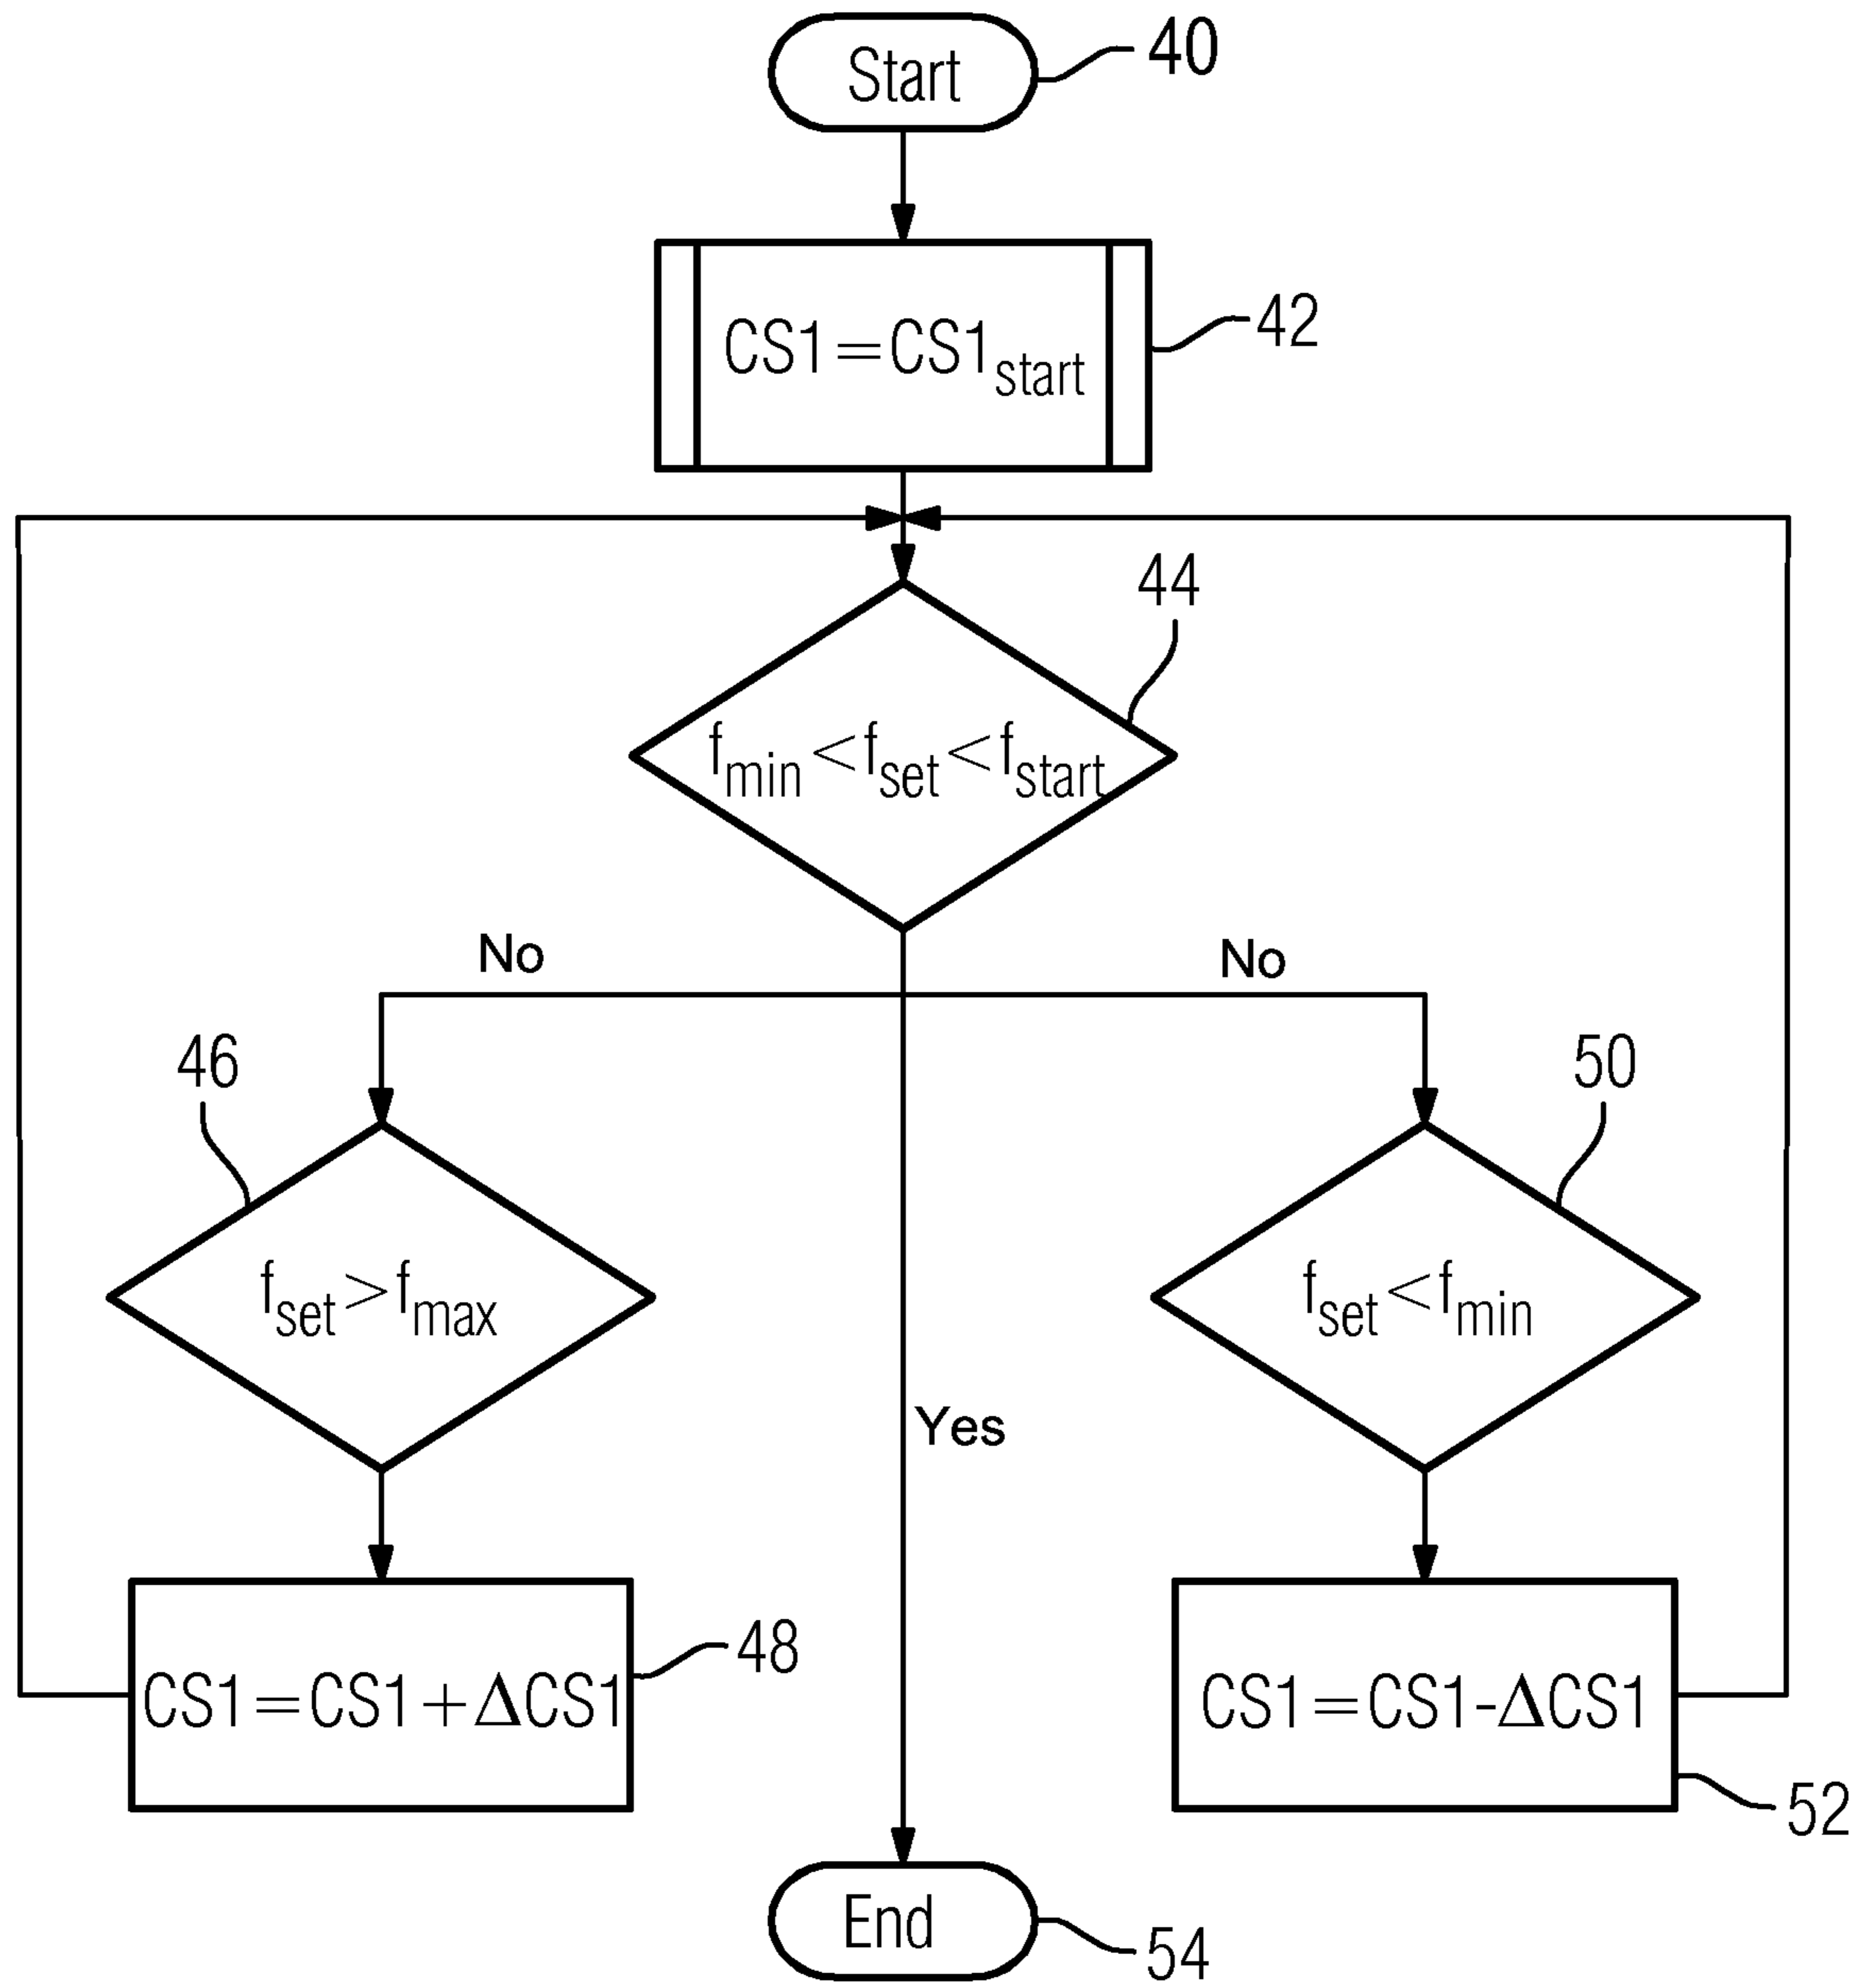 Start
40
CS1=CS1start
42
44
fmin<fset<fstart
No
No
46
50
fset>fmax
fset<fmin
Yes
48
CS1=CS1+ΔCS1
CS1=CS1-ΔCS1
52
End
54